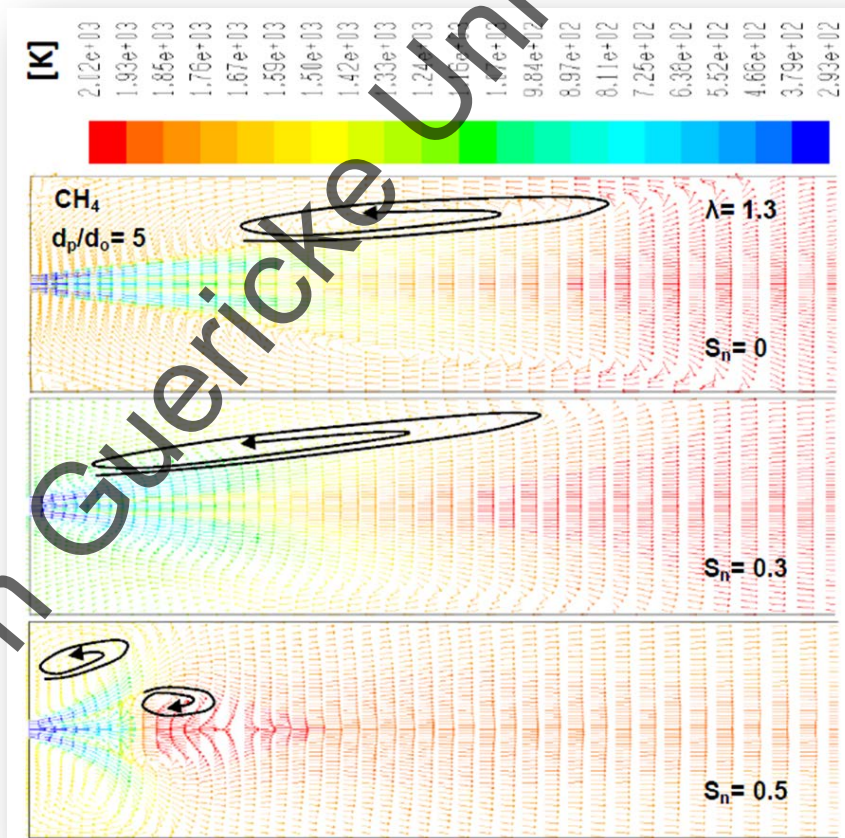 [K]
2.02e+03
1.93e+03
1.85e+03
1.76e+03
1.67e+03
1.59e+03
1.50e+03
1.42e+03
1.33e+03
1.24e+03
1.16e+03
9.84e+02
8.97e+02
8.11e+02
7.25e+02
6.38e+02
5.52e+02
4.66e+02
3.79e+02
2.93e+02
CH₄
dₚ/dₒ= 5
λ= 1.3
Sₙ= 0
Sₙ= 0.3
Sₙ= 0.5
n Guericke Uni